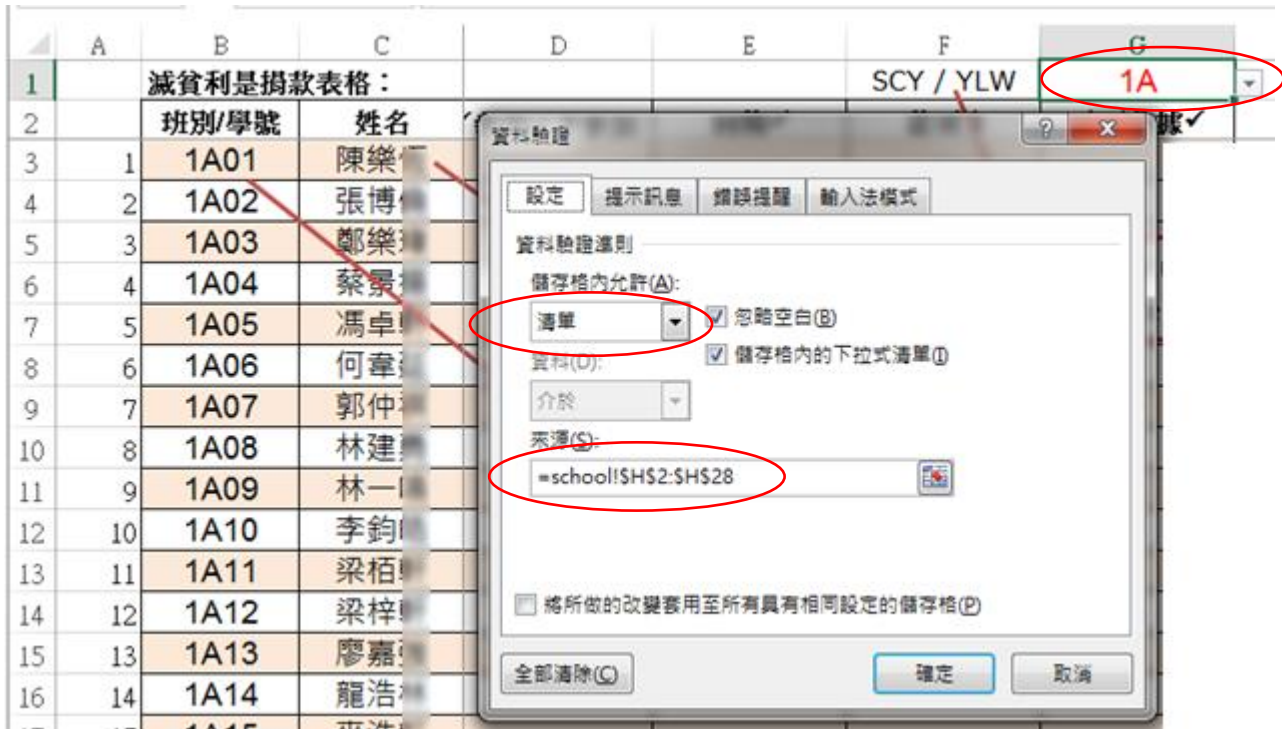 A B C D E F G
1 減貧利是捐款表格： SCY / YLW 1A
2 班別/學號 姓名 據✓
3 1 1A01 陳樂
4 2 1A02 張博
5 3 1A03 鄭樂
6 4 1A04 蔡景
7 5 1A05 馮卓
8 6 1A06 何韋
9 7 1A07 郭仲
10 8 1A08 林建
11 9 1A09 林一
12 10 1A10 李鈞
13 11 1A11 梁栢
14 12 1A12 梁梓
15 13 1A13 廖嘉
16 14 1A14 龍浩
資料驗證
設定 提示訊息 錯誤提醒 輸入法模式
資料驗證準則
儲存格內允許(A):
清單 忽略空白(B)
資料(D): 儲存格內的下拉式清單(I)
介於
來源(S):
=school!$H$2:$H$28
將所做的改變套用至所有具有相同設定的儲存格(P)
全部清除(C) 確定 取消